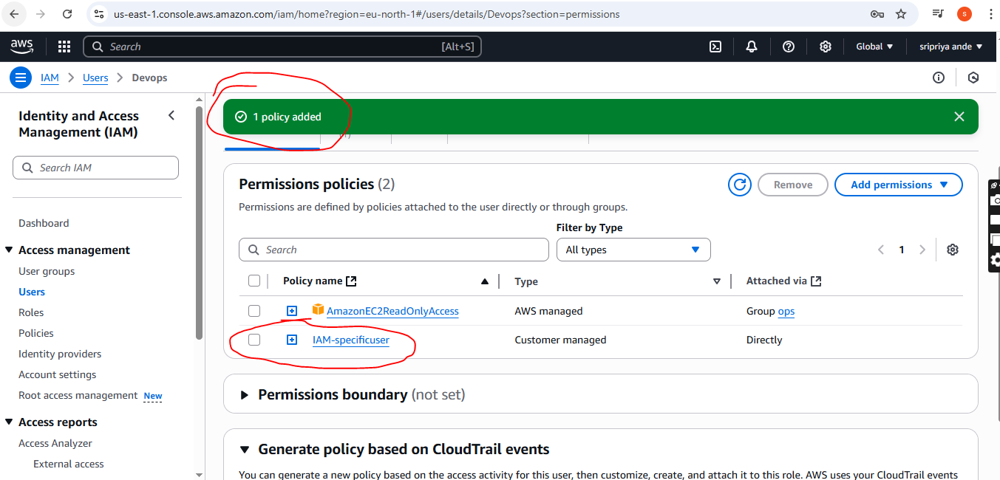 us-east-1.console.aws.amazon.com/iam/home?region=eu-north-1#/users/details/Devops?section=permissions
S
aws
Search
[Alt+S]
Global
sripriya ande
IAM
Users
Devops
Identity and Access
Management (IAM)
Search IAM
Dashboard
Access management
User groups
Users
Roles
Policies
Identity providers
Account settings
Root access management New
Access reports
Access Analyzer
External access
1 policy added
Permissions policies (2)
Remove
Add permissions
Permissions are defined by policies attached to the user directly or through groups.
Filter by Type
Search
All types
1
Policy name
Type
Attached via
AmazonEC2ReadOnlyAccess
AWS managed
Group ops
IAM-specificuser
Customer managed
Directly
Permissions boundary (not set)
Generate policy based on CloudTrail events
You can generate a new policy based on the access activity for this user, then customize, create, and attach it to this role. AWS uses your CloudTrail events